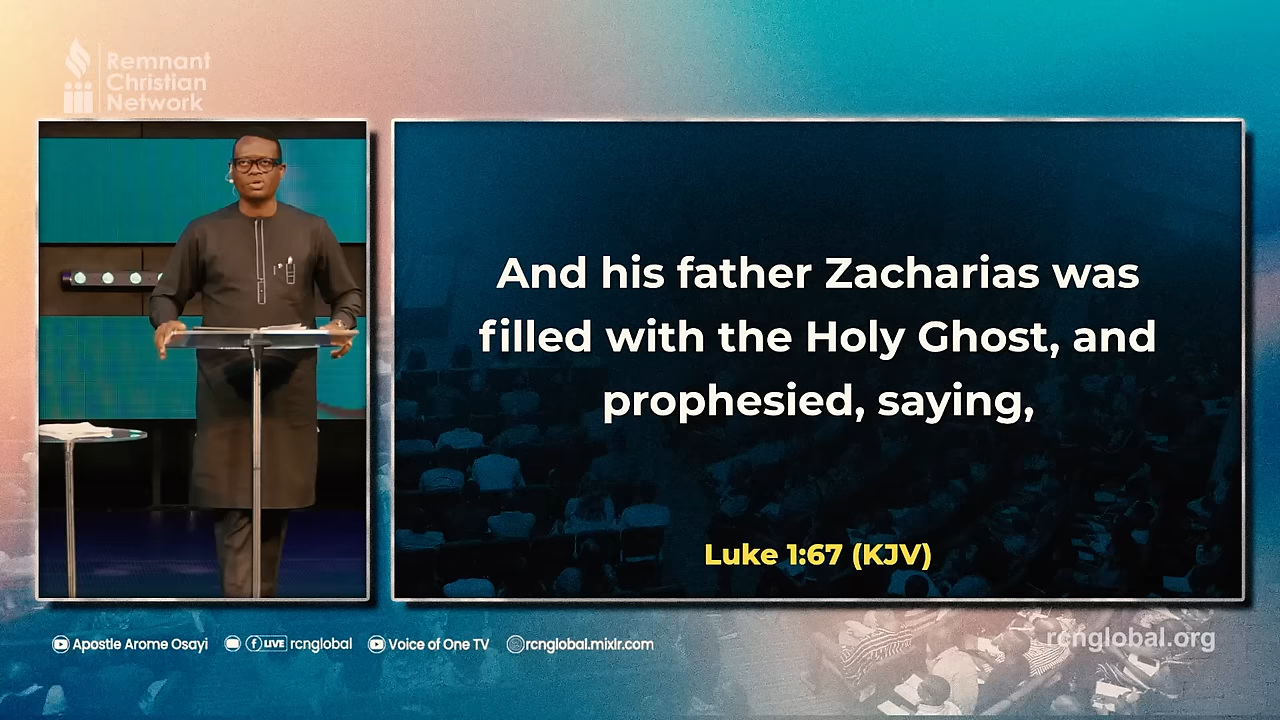 Remnant
Christian
Network
And his father Zacharias was
filled with the Holy Ghost, and
prophesied, saying,
Luke 1:67 (KJV)
Apostle Arome Osayi LIVE rcnglobal Voice of One TV rcnglobal.mixlr.com
rcnglobal.org